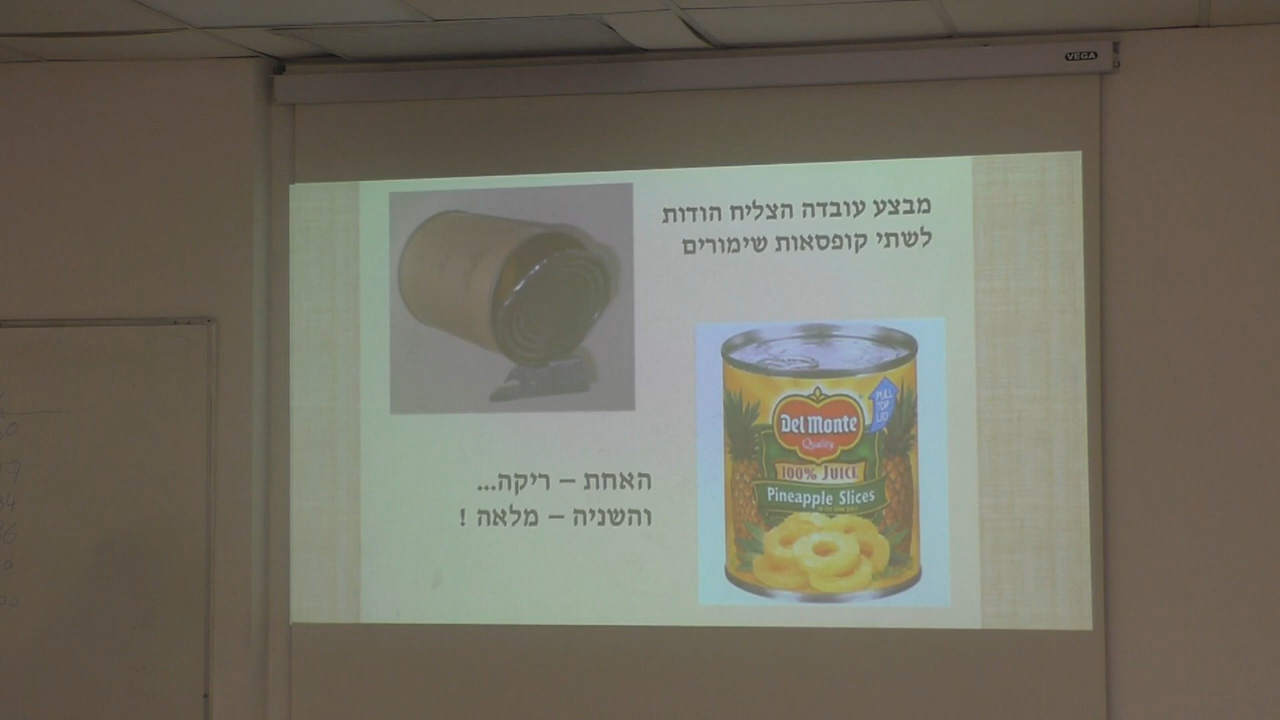 VEGA
מבצע עובדה הצליח הודות
לשתי קופסאות שימורים
PULL
TOP
LID
Del Monte
Quality
100% JUICE
Pineapple Slices
האחת – ריקה...
והשניה – מלאה !